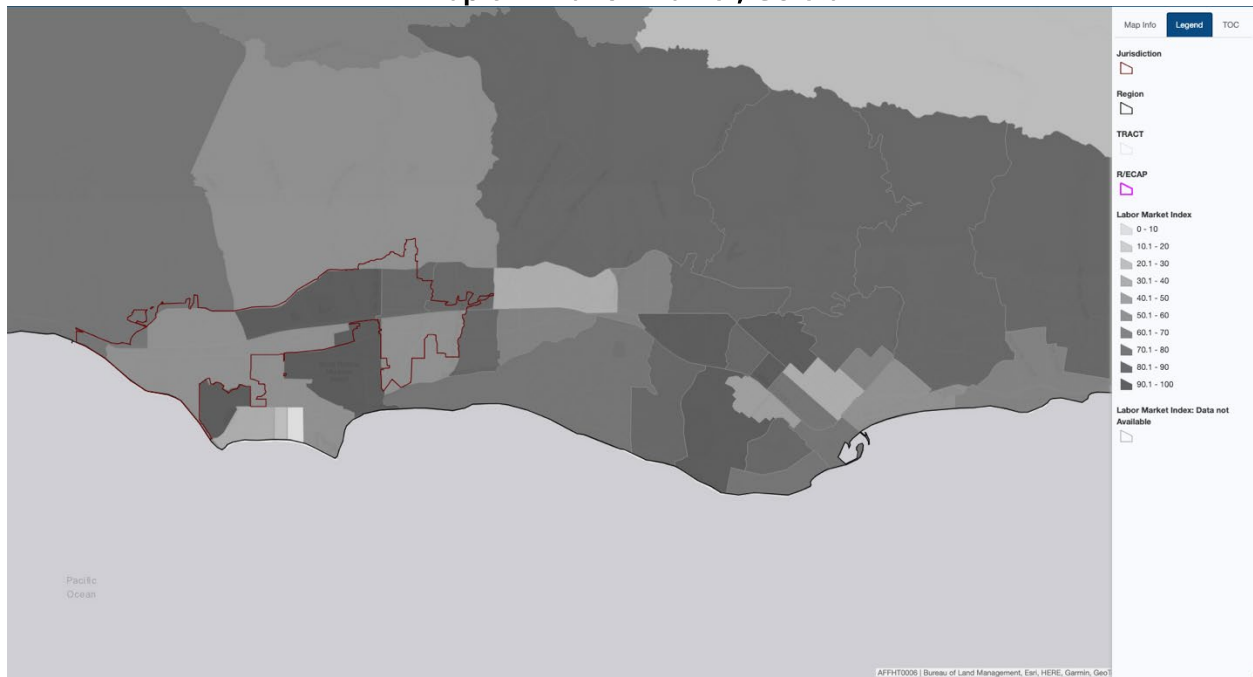 Map Info Legend TOC
Jurisdiction
Region
TRACT
R/ECAP
Labor Market Index
0 - 10
10.1 - 20
20.1 - 30
30.1 - 40
40.1 - 50
50.1 - 60
60.1 - 70
70.1 - 80
80.1 - 90
90.1 - 100
Labor Market Index: Data not
Available
Pacific
Ocean
AFFHT0006 | Bureau of Land Management, Esri, HERE, Garmin, GeoT